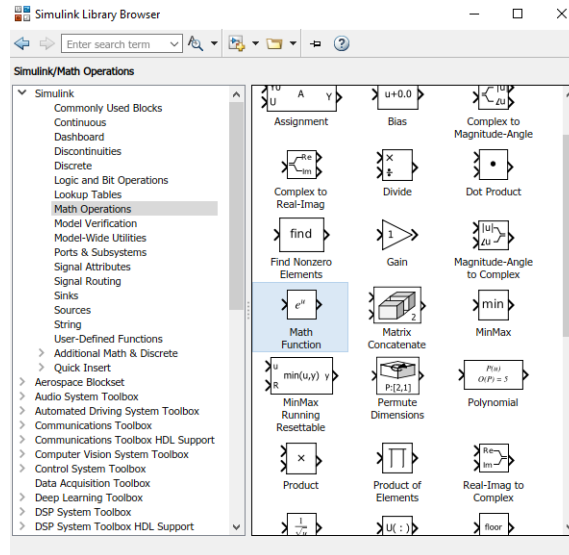 Simulink Library Browser
Enter search term
Simulink/Math Operations
Simulink
Commonly Used Blocks
Continuous
Dashboard
Discontinuities
Discrete
Logic and Bit Operations
Lookup Tables
Math Operations
Model Verification
Model-Wide Utilities
Ports & Subsystems
Signal Attributes
Signal Routing
Sinks
Sources
String
User-Defined Functions
Additional Math & Discrete
Quick Insert
Aerospace Blockset
Audio System Toolbox
Automated Driving System Toolbox
Communications Toolbox
Communications Toolbox HDL Support
Computer Vision System Toolbox
Control System Toolbox
Data Acquisition Toolbox
Deep Learning Toolbox
DSP System Toolbox
DSP System Toolbox HDL Support
U A Y
u+0.0
|u|
∠u
Assignment
Bias
Complex to
Magnitude-Angle
Re
Im
×
÷
Complex to
Real-Imag
Divide
Dot Product
find
1
|u|
∠u
Find Nonzero
Elements
Gain
Magnitude-Angle
to Complex
e^u
2
min
Math
Function
Matrix
Concatenate
MinMax
u
R
min(u,y) y
P:[2,1]
P(u)
O(P) = 5
MinMax
Running
Resettable
Permute
Dimensions
Polynomial
×
∏
Re
Im
Product
Product of
Elements
Real-Imag to
Complex
U( : )
floor